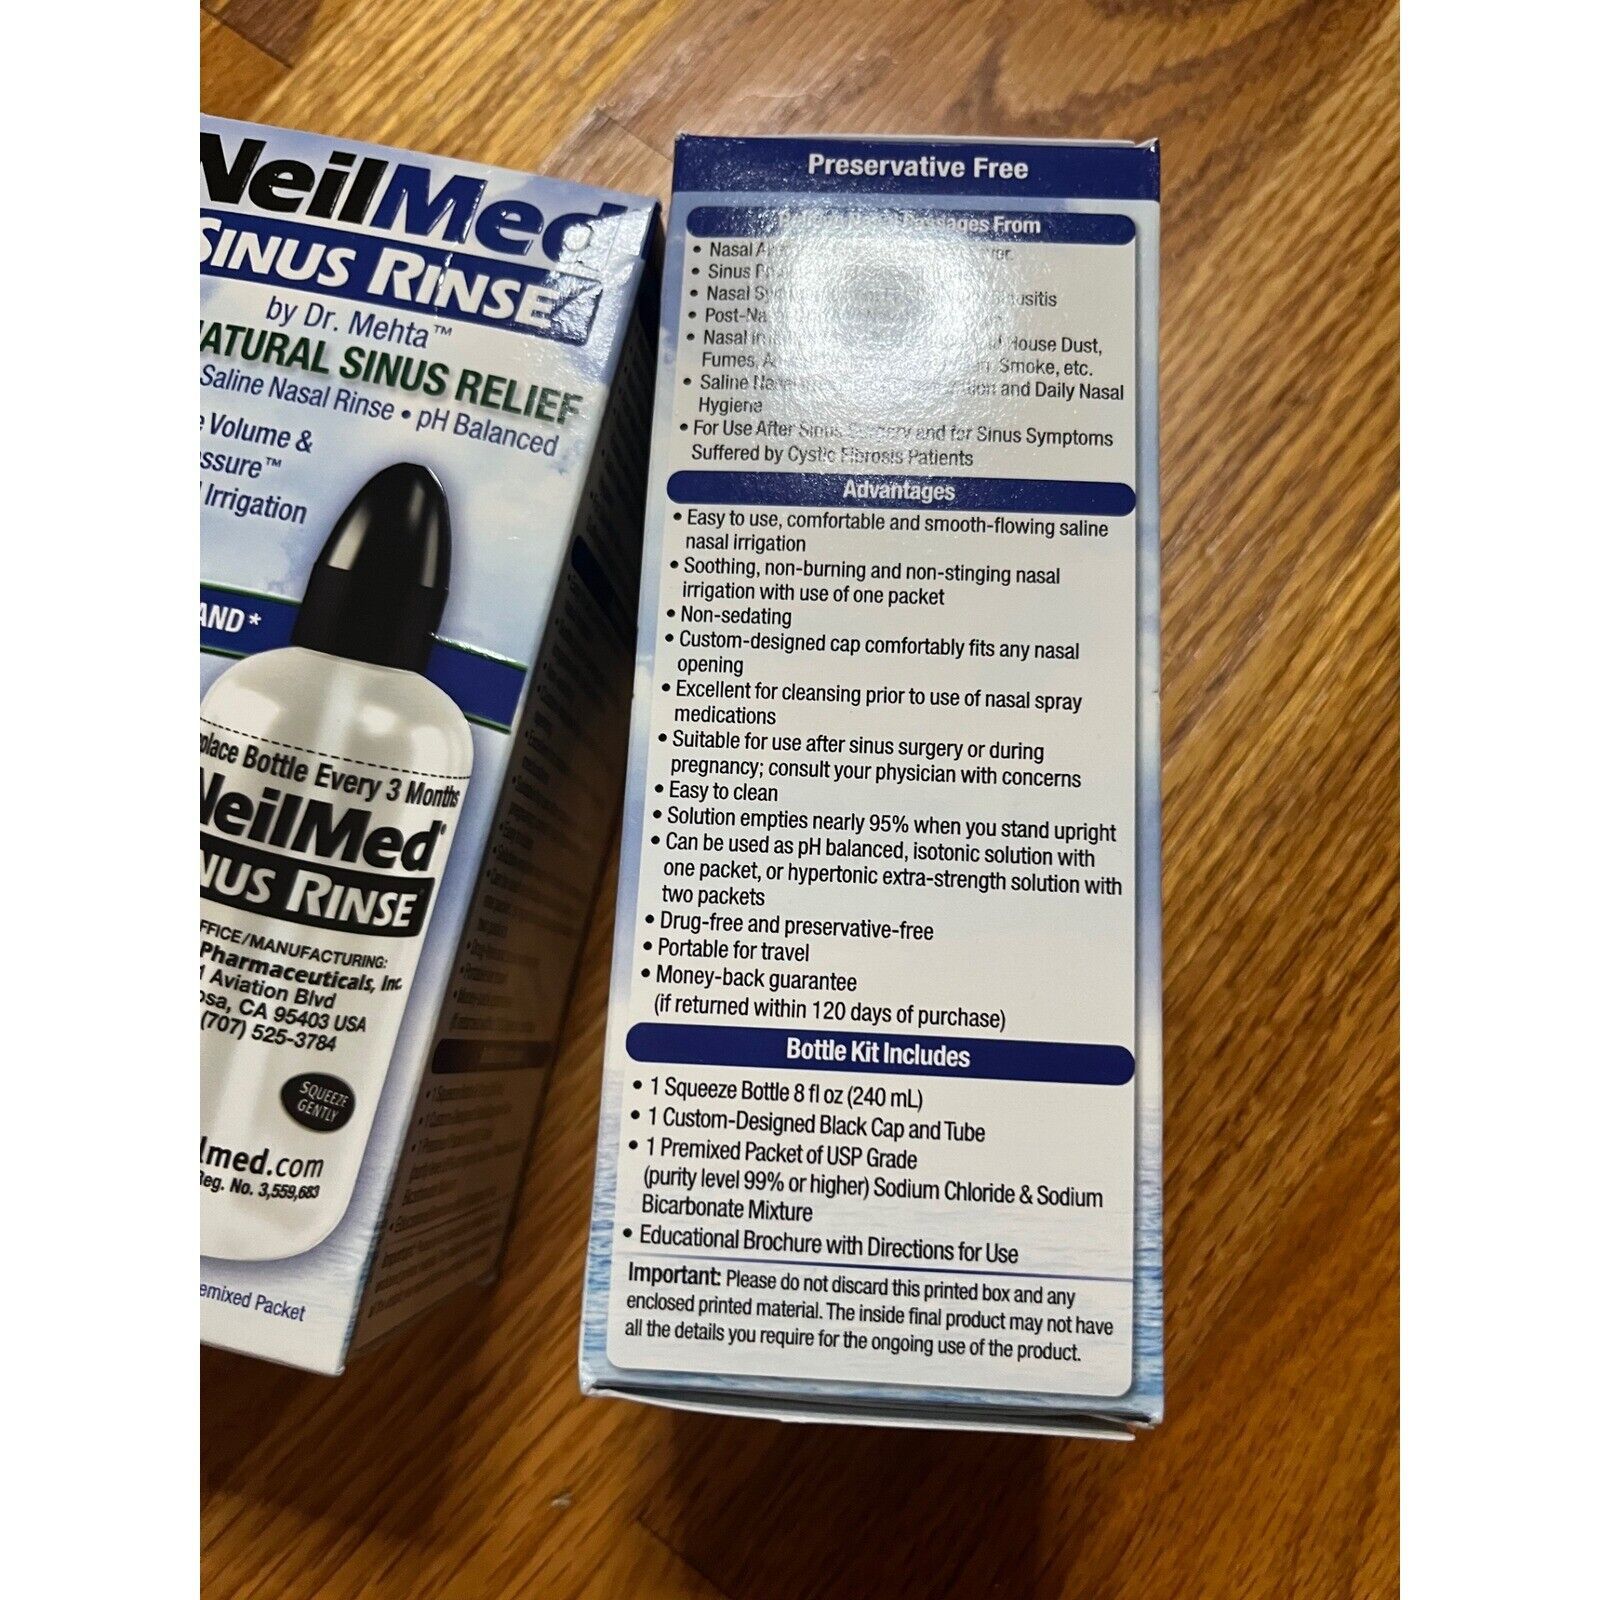 NeilMed
SINUS RINSE
by Dr. Mehta™
NATURAL SINUS RELIEF
Saline Nasal Rinse • pH Balanced
Volume &
™
Irrigation
*
Bottle Every 3 Months
NeilMed®
RINSE
/MANUFACTURING:
Pharmaceuticals, Inc.
Aviation Blvd
CA 95403 USA
(707) 525-3784
SQUEEZE
GENTLY
.com
No. 3,559,683
Packet
Preservative Free
From
• Nasal
• Sinus
• Nasal
•
• Nasal House Dust,
Fumes, Smoke, etc.
• Saline and Daily Nasal
Hygiene
• For Use After Sinus Surgery and for Sinus Symptoms
Suffered by Cystic Fibrosis Patients
Advantages
• Easy to use, comfortable and smooth-flowing saline
nasal irrigation
• Soothing, non-burning and non-stinging nasal
irrigation with use of one packet
• Non-sedating
• Custom-designed cap comfortably fits any nasal
opening
• Excellent for cleansing prior to use of nasal spray
medications
• Suitable for use after sinus surgery or during
pregnancy; consult your physician with concerns
• Easy to clean
• Solution empties nearly 95% when you stand upright
• Can be used as pH balanced, isotonic solution with
one packet, or hypertonic extra-strength solution with
two packets
• Drug-free and preservative-free
• Portable for travel
• Money-back guarantee
(if returned within 120 days of purchase)
Bottle Kit Includes
• 1 Squeeze Bottle 8 fl oz (240 mL)
• 1 Custom-Designed Black Cap and Tube
• 1 Premixed Packet of USP Grade
(purity level 99% or higher) Sodium Chloride & Sodium
Bicarbonate Mixture
• Educational Brochure with Directions for Use
Important: Please do not discard this printed box and any
enclosed printed material. The inside final product may not have
all the details you require for the ongoing use of the product.